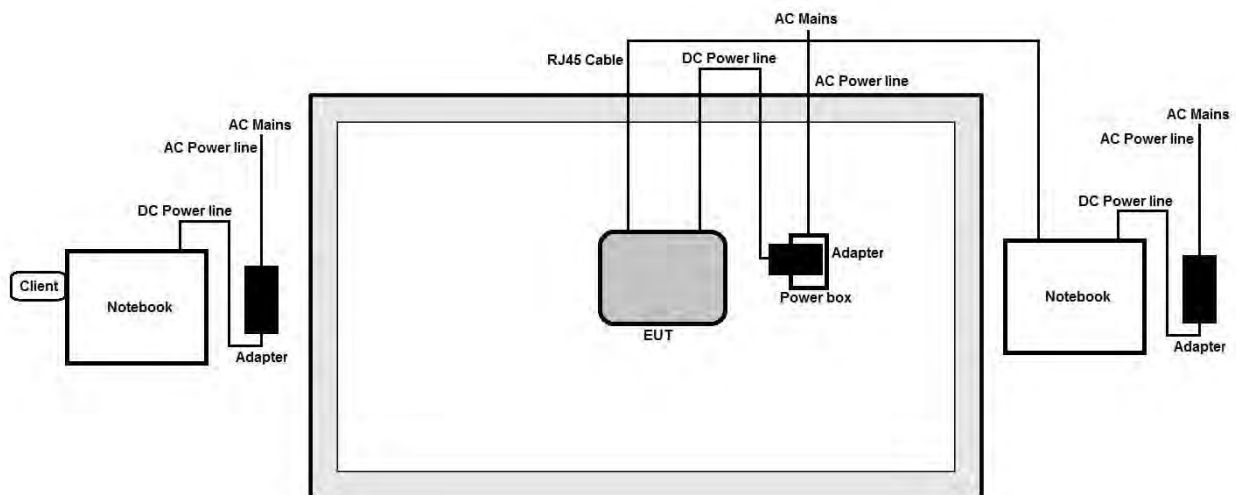 AC Mains
RJ45 Cable
DC Power line
AC Power line
AC Mains
AC Power line
DC Power line
Client
Notebook
Adapter
EUT
Adapter
Power box
AC Mains
AC Power line
DC Power line
Notebook
Adapter